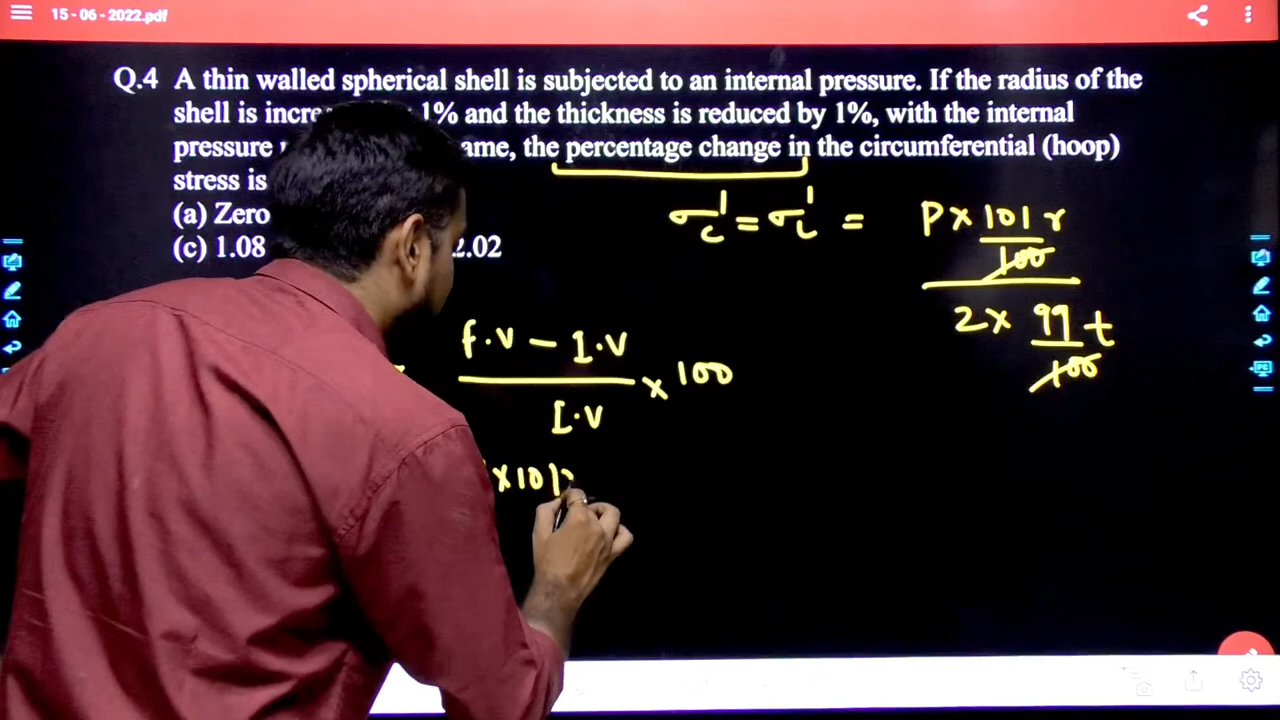 15 - 06 - 2022.pdf
Q.4 A thin walled spherical shell is subjected to an internal pressure. If the radius of the
shell is 1% and the thickness is reduced by 1%, with the internal
pressure the percentage change in the circumferential (hoop)
stress is
(a) Zero
(c) 1.08 2.02
σc' = σL' = P × 101 r / 100
2 × 99 t / 100
f.v - I.v / I.v × 100
× 101